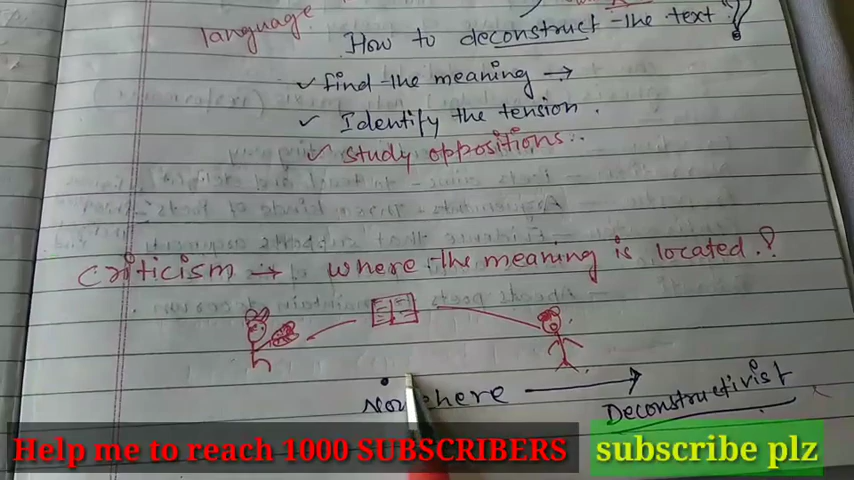 language
How to deconstruct the text?
✓ find the meaning →
✓ Identify the tension.
✓ study oppositions..
Criticism → where the meaning is located?
Nowhere → Deconstructivist
Help me to reach 1000 SUBSCRIBERS
subscribe plz